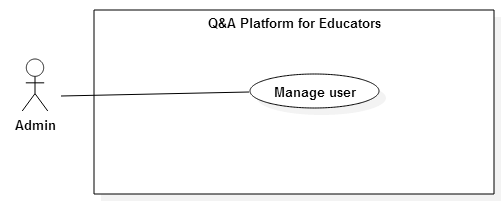 Q&A Platform for Educators
Manage user
Admin